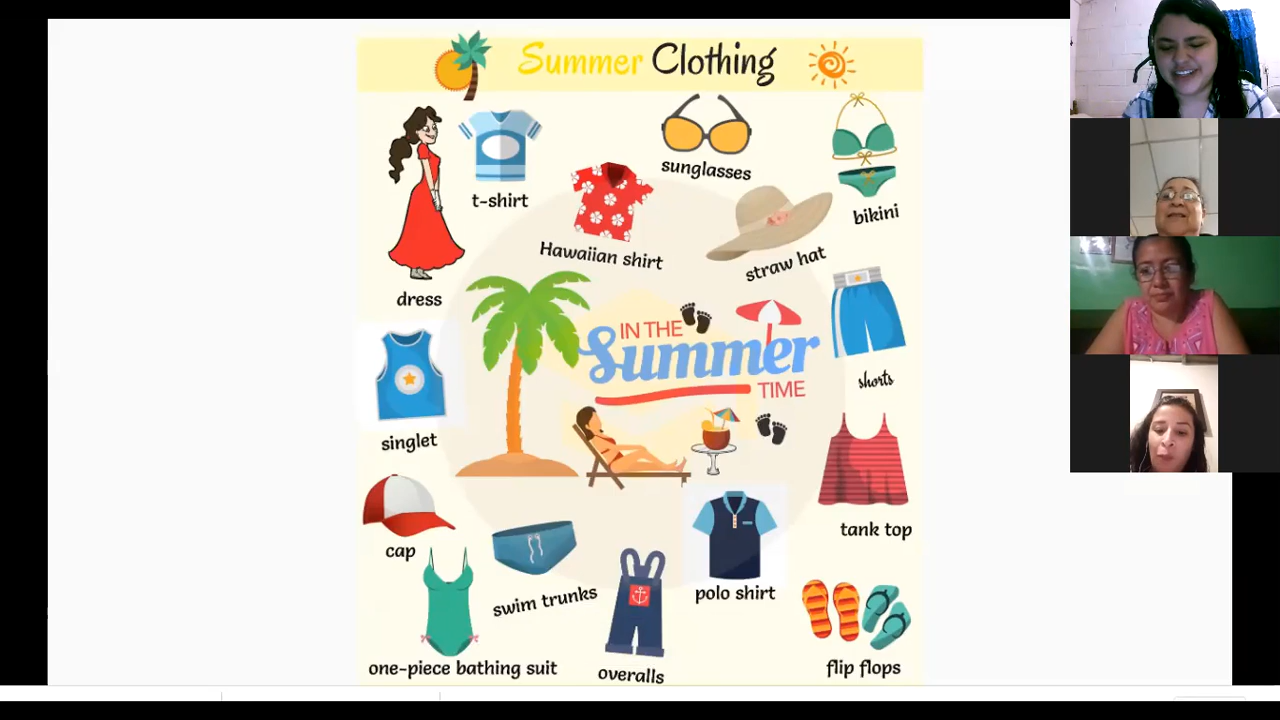 Summer Clothing
sunglasses
t-shirt
bikini
Hawaiian shirt
straw hat
dress
IN THE
Summer
TIME
shorts
singlet
tank top
cap
swim trunks
polo shirt
one-piece bathing suit
overalls
flip flops